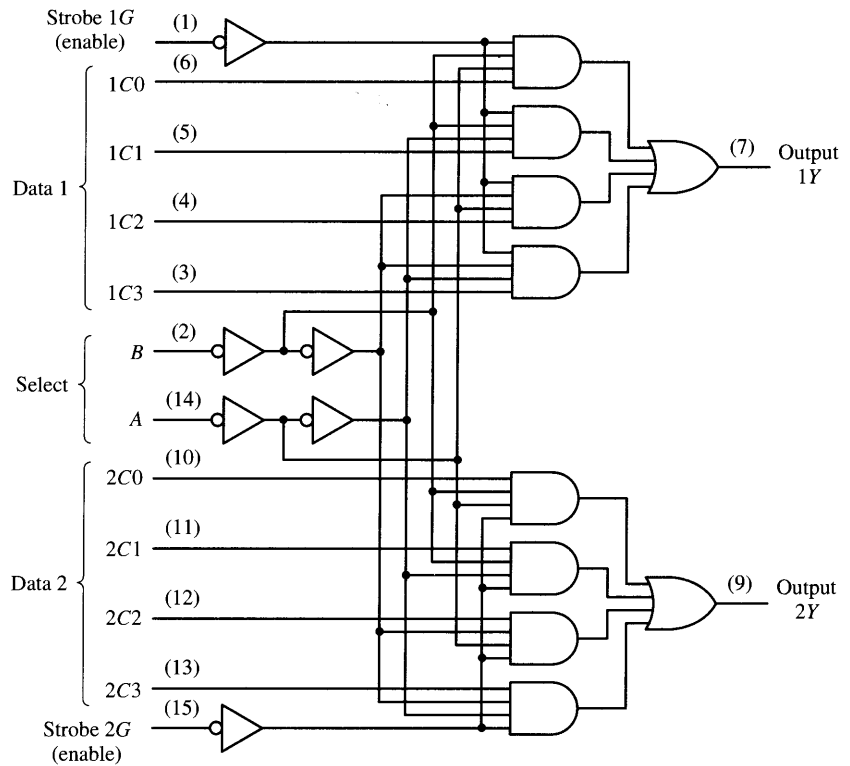 Strobe 1G (1)
(enable)
(6)
1C0
(5)
1C1
Data 1
(4)
1C2
(3)
1C3
(7)
Output
1Y
(2)
B
Select
(14)
A
(10)
2C0
(11)
2C1
Data 2
(12)
2C2
(13)
2C3
(15)
Strobe 2G
(enable)
(9)
Output
2Y